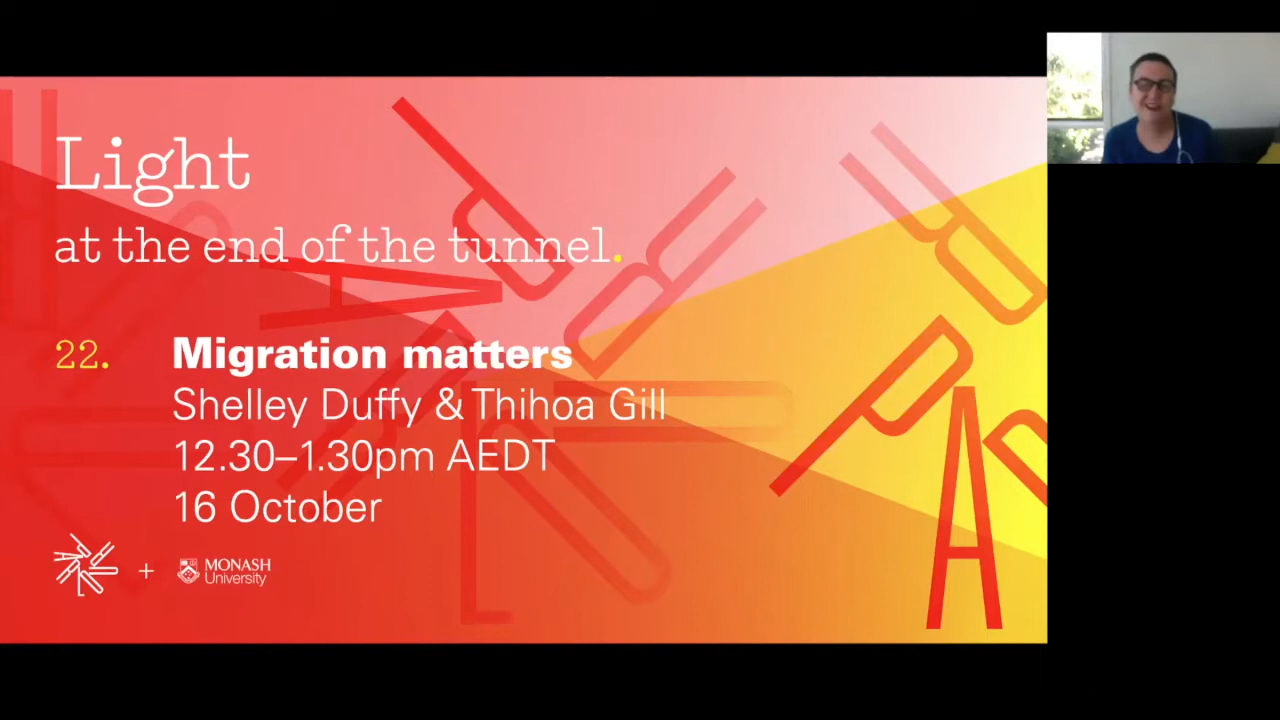 Light
at the end of the tunnel.
22. Migration matters
Shelley Duffy & Thihoa Gill
12.30–1.30pm AEDT
16 October
+ MONASH
University